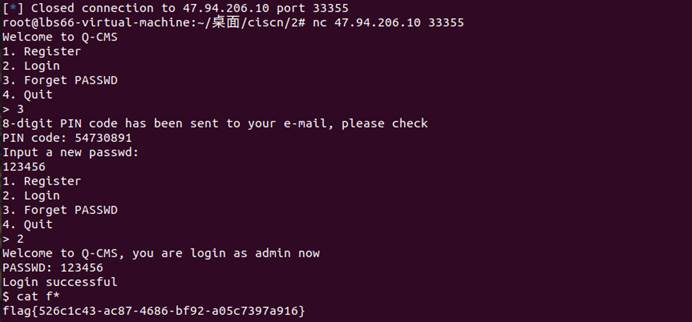 [*] Closed connection to 47.94.206.10 port 33355
root@lbs66-virtual-machine:~/桌面/ciscn/2# nc 47.94.206.10 33355
Welcome to Q-CMS
1. Register
2. Login
3. Forget PASSWD
4. Quit
> 3
8-digit PIN code has been sent to your e-mail, please check
PIN code: 54730891
Input a new passwd:
123456
1. Register
2. Login
3. Forget PASSWD
4. Quit
> 2
Welcome to Q-CMS, you are login as admin now
PASSWD: 123456
Login successful
$ cat f*
flag{526c1c43-ac87-4686-bf92-a05c7397a916}